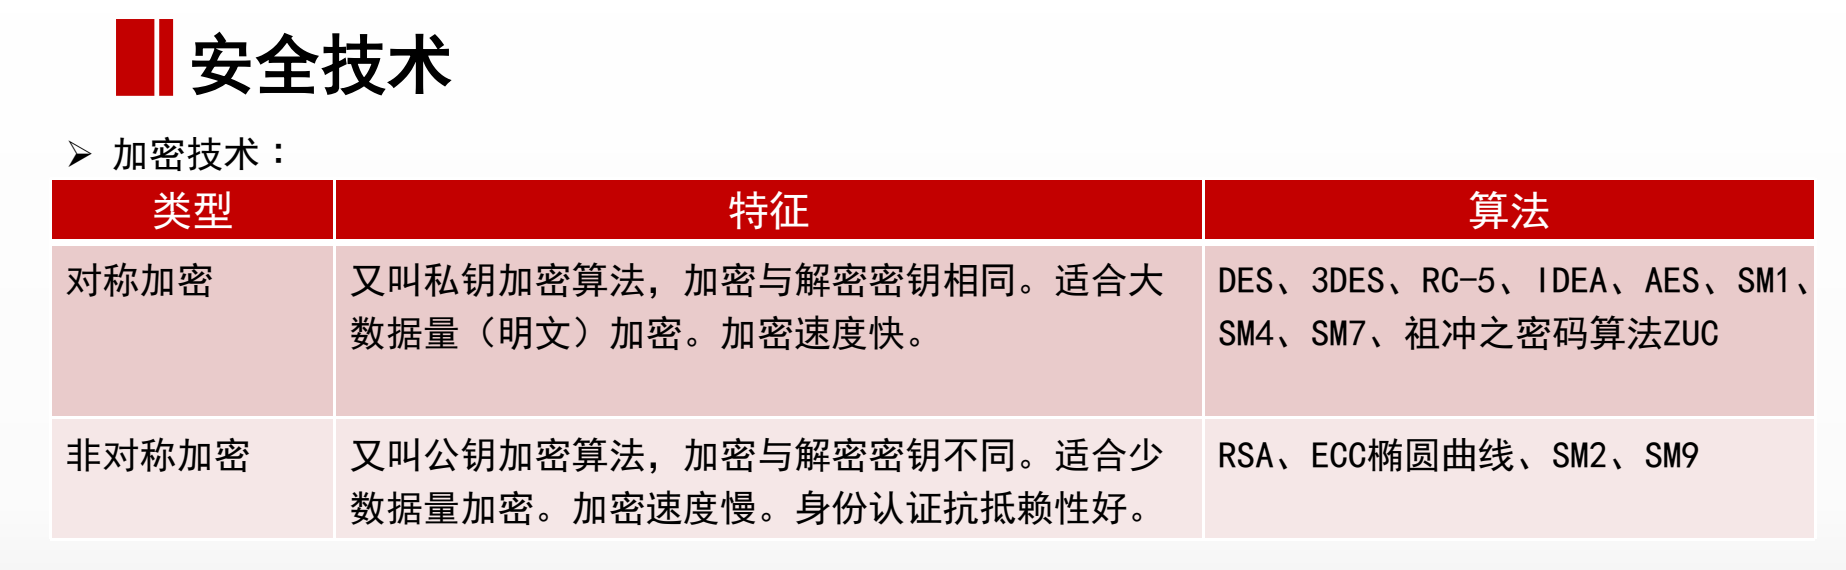 安全技术
➢ 加密技术：
类型 特征 算法
对称加密
又叫私钥加密算法，加密与解密密钥相同。适合大
数据量（明文）加密。加密速度快。
DES、3DES、RC-5、IDEA、AES、SM1、
SM4、SM7、祖冲之密码算法ZUC
非对称加密
又叫公钥加密算法，加密与解密密钥不同。适合少
数据量加密。加密速度慢。身份认证抗抵赖性好。
RSA、ECC椭圆曲线、SM2、SM9